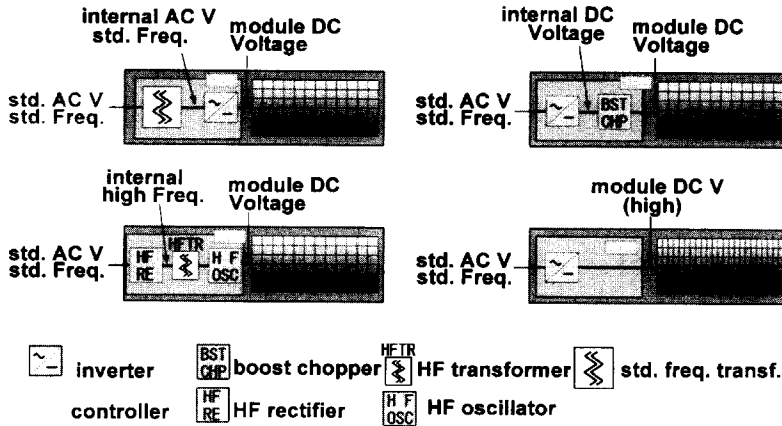 internal AC V
std. Freq.
module DC
Voltage
std. AC V
std. Freq.
internal DC
Voltage
module DC
Voltage
std. AC V
std. Freq.
BST
CHP
internal
high Freq.
module DC
Voltage
std. AC V
std. Freq.
HF
RE
HFTR
H F
OSC
module DC V
(high)
std. AC V
std. Freq.
inverter
BST
CHP
boost chopper
HFTR
HF transformer
std. freq. transf.
controller
HF
RE
HF rectifier
H F
OSC
HF oscillator